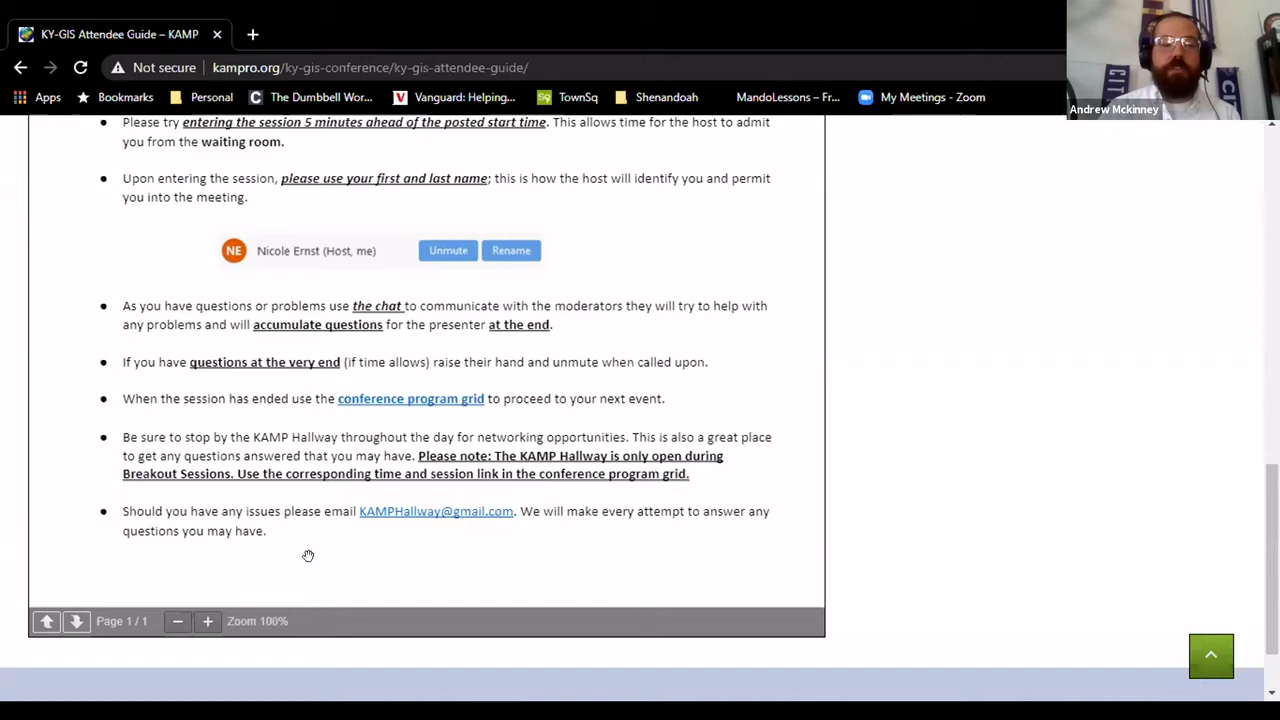 KY-GIS Attendee Guide – KAMP
Not secure kampro.org/ky-gis-conference/ky-gis-attendee-guide/
Apps Bookmarks Personal The Dumbbell Wor... Vanguard: Helping... TownSq Shenandoah MandoLessons – Fr... My Meetings - Zoom
Andrew Mckinney
Please try entering the session 5 minutes ahead of the posted start time. This allows time for the host to admit
you from the waiting room.
Upon entering the session, please use your first and last name; this is how the host will identify you and permit
you into the meeting.
NE Nicole Ernst (Host, me) Unmute Rename
As you have questions or problems use the chat to communicate with the moderators they will try to help with
any problems and will accumulate questions for the presenter at the end.
If you have questions at the very end (if time allows) raise their hand and unmute when called upon.
When the session has ended use the conference program grid to proceed to your next event.
Be sure to stop by the KAMP Hallway throughout the day for networking opportunities. This is also a great place
to get any questions answered that you may have. Please note: The KAMP Hallway is only open during
Breakout Sessions. Use the corresponding time and session link in the conference program grid.
Should you have any issues please email KAMPHallway@gmail.com. We will make every attempt to answer any
questions you may have.
Page 1 / 1 Zoom 100%